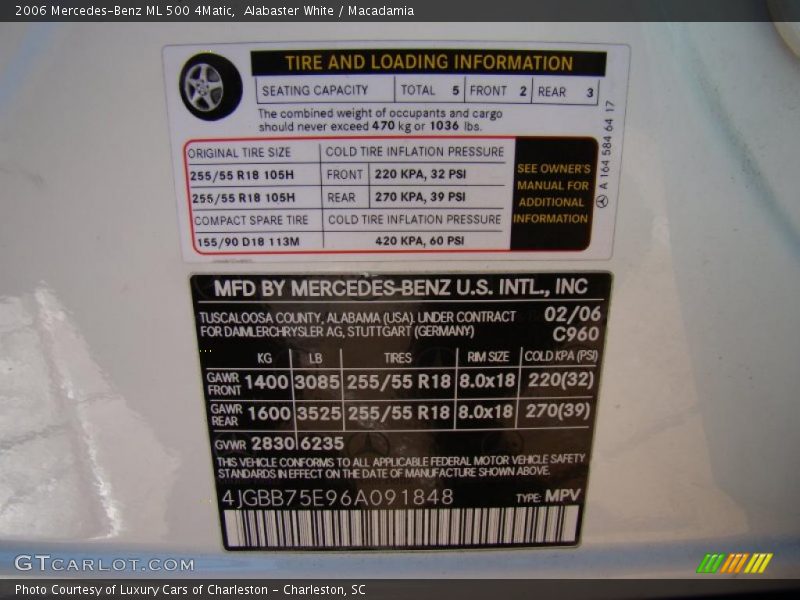 2006 Mercedes-Benz ML 500 4Matic,  Alabaster White / Macadamia
TIRE AND LOADING INFORMATION
SEATING CAPACITY TOTAL 5 FRONT 2 REAR 3
The combined weight of occupants and cargo
should never exceed 470 kg or 1036 lbs.
ORIGINAL TIRE SIZE COLD TIRE INFLATION PRESSURE
255/55 R18 105H FRONT 220 KPA, 32 PSI
255/55 R18 105H REAR 270 KPA, 39 PSI
COMPACT SPARE TIRE COLD TIRE INFLATION PRESSURE
155/90 D18 113M 420 KPA, 60 PSI
SEE OWNER'S
MANUAL FOR
ADDITIONAL
INFORMATION
A 164 584 64 17
MFD BY MERCEDES-BENZ U.S. INTL., INC
TUSCALOOSA COUNTY, ALABAMA (USA). UNDER CONTRACT 02/06
FOR DAIMLERCHRYSLER AG, STUTTGART (GERMANY) C960
KG LB TIRES RIM SIZE COLD KPA (PSI)
GAWR FRONT 1400 3085 255/55 R18 8.0x18 220(32)
GAWR REAR 1600 3525 255/55 R18 8.0x18 270(39)
GVWR 2830 6235
THIS VEHICLE CONFORMS TO ALL APPLICABLE FEDERAL MOTOR VEHICLE SAFETY
STANDARDS IN EFFECT ON THE DATE OF MANUFACTURE SHOWN ABOVE.
4JGBB75E96A091848 TYPE: MPV
GTCARLOT.COM
Photo Courtesy of Luxury Cars of Charleston - Charleston, SC